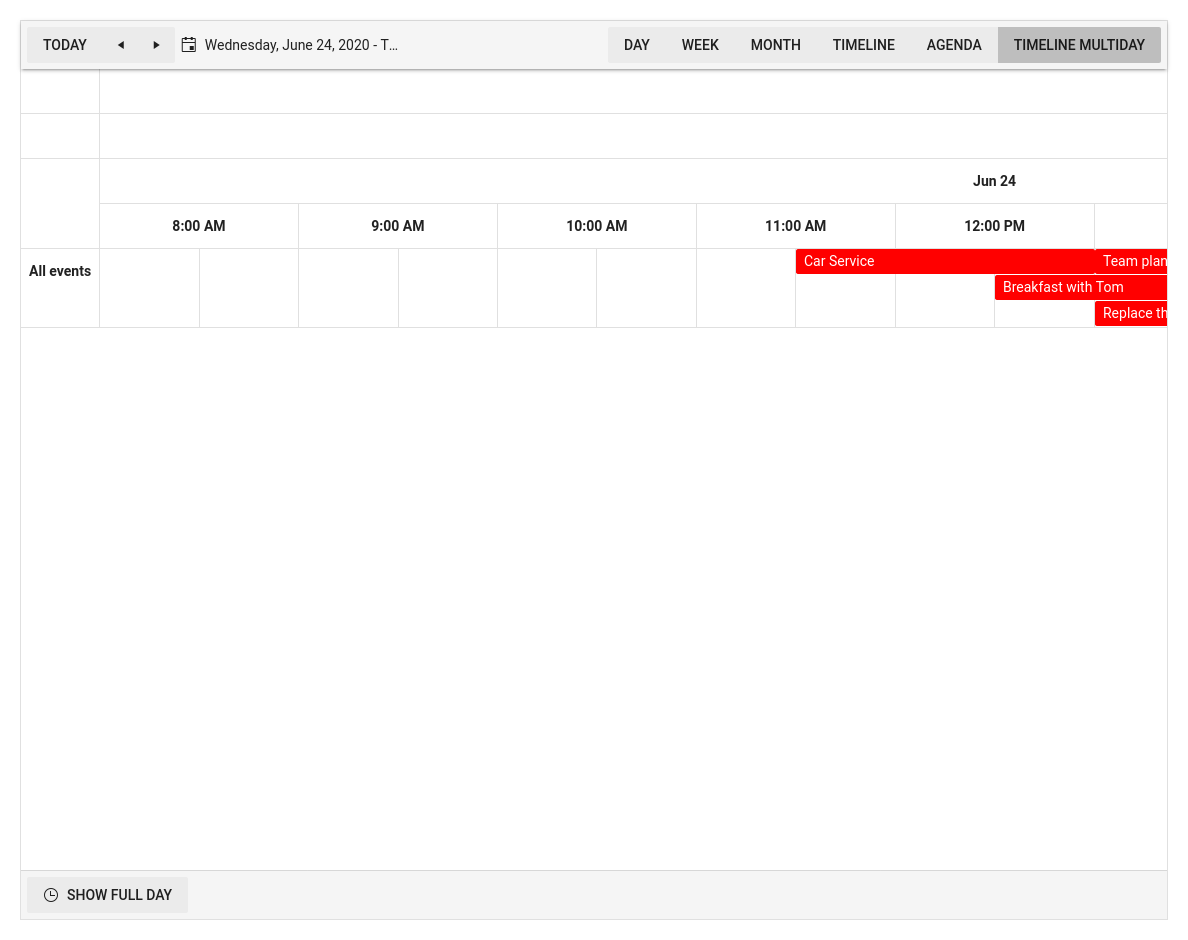 TODAY
Wednesday, June 24, 2020 - T...
DAY WEEK MONTH TIMELINE AGENDA TIMELINE MULTIDAY
Jun 24
8:00 AM 9:00 AM 10:00 AM 11:00 AM 12:00 PM
All events
Car Service Team plan
Breakfast with Tom
Replace th
SHOW FULL DAY